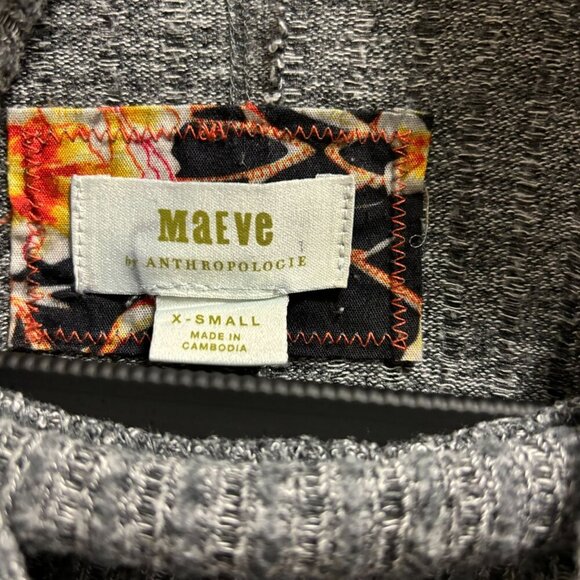 MaEVe
by ANTHROPOLOGIE
X-SMALL
MADE IN
CAMBODIA